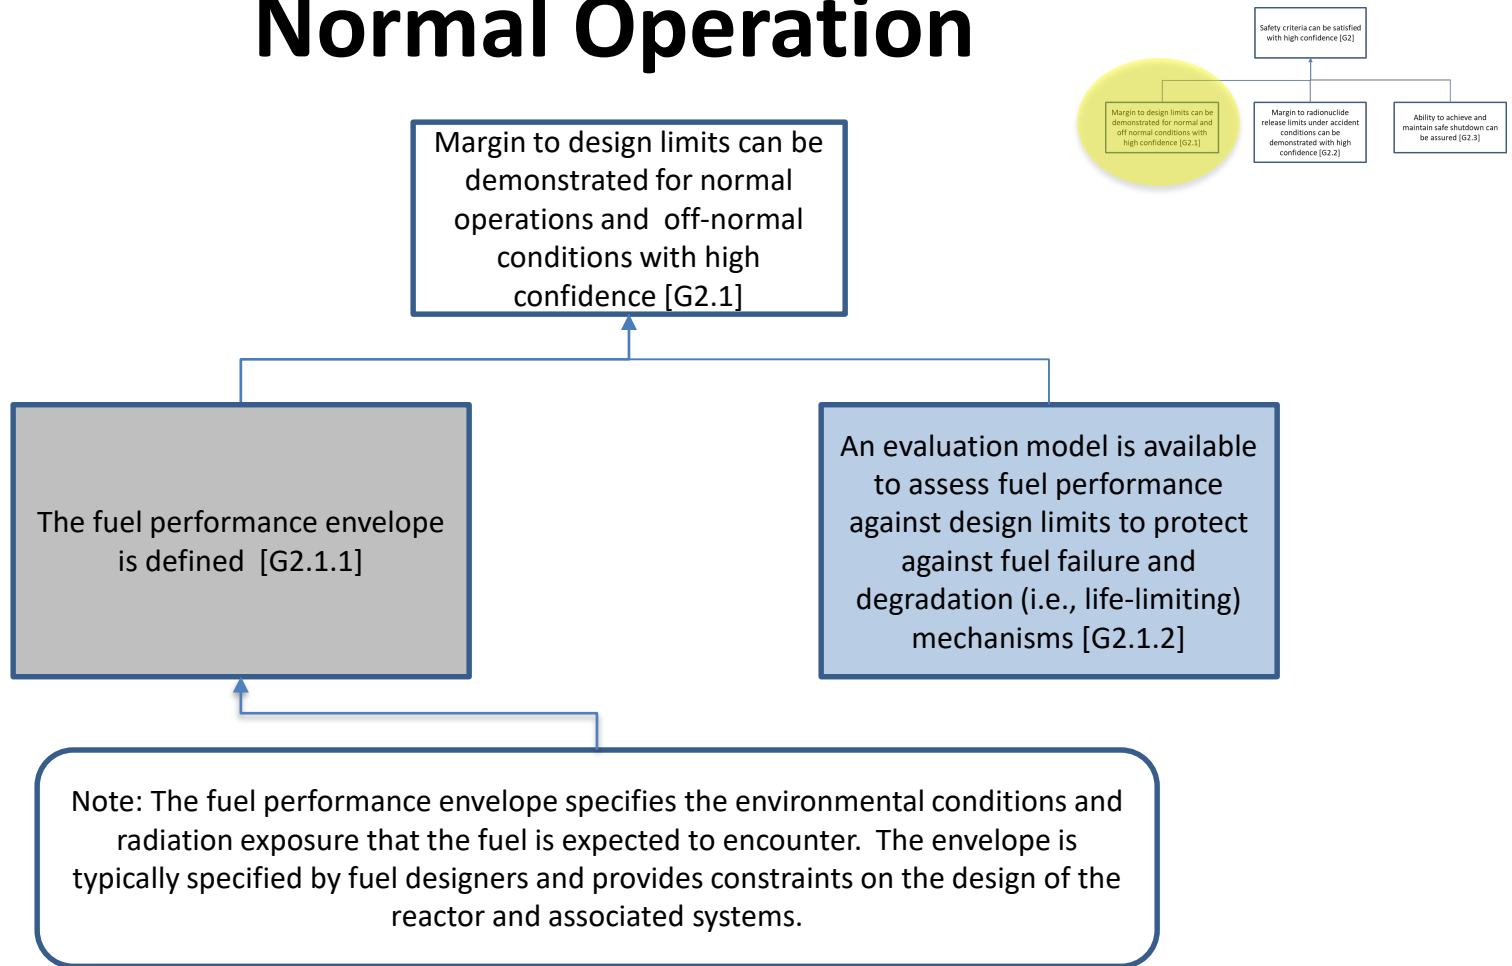 Normal Operation
Safety criteria can be satisfied
with high confidence [G2]
Margin to design limits can be
demonstrated for normal and
off normal conditions with
high confidence [G2.1]
Margin to radionuclide
release limits under accident
conditions can be
demonstrated with high
confidence [G2.2]
Ability to achieve and
maintain safe shutdown can
be assured [G2.3]
Margin to design limits can be
demonstrated for normal
operations and  off-normal
conditions with high
confidence [G2.1]
The fuel performance envelope
is defined  [G2.1.1]
An evaluation model is available
to assess fuel performance
against design limits to protect
against fuel failure and
degradation (i.e., life-limiting)
mechanisms [G2.1.2]
Note: The fuel performance envelope specifies the environmental conditions and
radiation exposure that the fuel is expected to encounter.  The envelope is
typically specified by fuel designers and provides constraints on the design of the
reactor and associated systems.